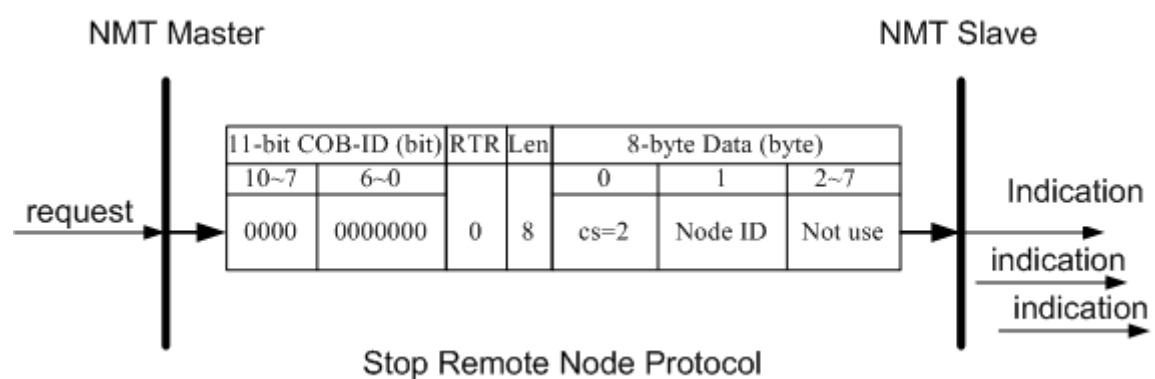 NMT Master NMT Slave
11-bit COB-ID (bit) RTR Len 8-byte Data (byte)
10~7 6~0 0 1 2~7
request 0000 0000000 0 8 cs=2 Node ID Not use Indication
indication
indication
Stop Remote Node Protocol